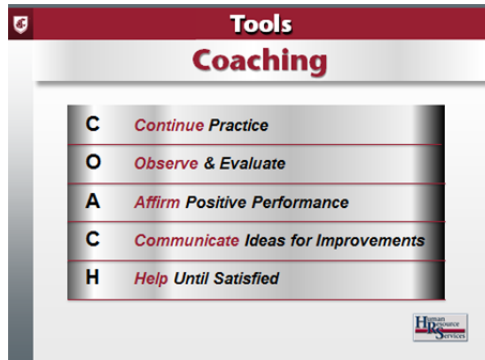 Tools
Coaching
C Continue Practice
O Observe & Evaluate
A Affirm Positive Performance
C Communicate Ideas for Improvements
H Help Until Satisfied
Human
Resource
Services